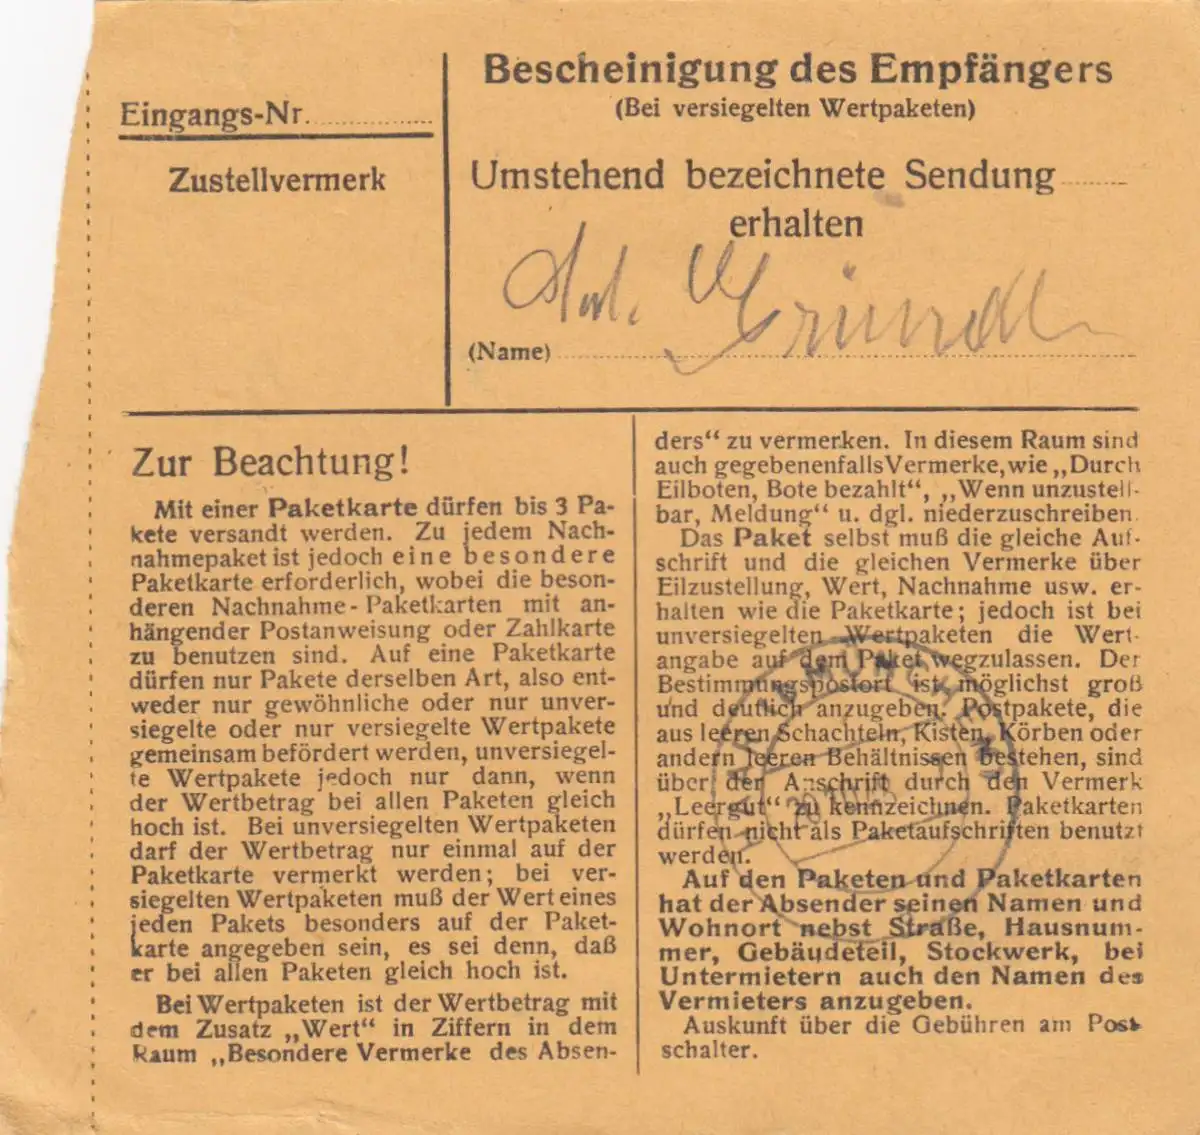 Eingangs-Nr.
Zustellvermerk
Bescheinigung des Empfängers
(Bei versiegelten Wertpaketen)
Umstehend bezeichnete Sendung
erhalten
(Name)
Zur Beachtung!
Mit einer Paketkarte dürfen bis 3 Pa-
kete versandt werden. Zu jedem Nach-
nahmepaket ist jedoch eine besondere
Paketkarte erforderlich, wobei die beson-
deren Nachnahme-Paketkarten mit an-
hängender Postanweisung oder Zahlkarte
zu benutzen sind. Auf eine Paketkarte
dürfen nur Pakete derselben Art, also ent-
weder nur gewöhnliche oder nur unver-
siegelte oder nur versiegelte Wertpakete
gemeinsam befördert werden, unversiegel-
te Wertpakete jedoch nur dann, wenn
der Wertbetrag bei allen Paketen gleich
hoch ist. Bei unversiegelten Wertpaketen
darf der Wertbetrag nur einmal auf der
Paketkarte vermerkt werden; bei ver-
siegelten Wertpaketen muß der Wert eines
jeden Pakets besonders auf der Paket-
karte angegeben sein, es sei denn, daß
er bei allen Paketen gleich hoch ist.
Bei Wertpaketen ist der Wertbetrag mit
dem Zusatz „Wert“ in Ziffern in dem
Raum „Besondere Vermerke des Absen-
ders“ zu vermerken. In diesem Raum sind
auch gegebenenfalls Vermerke, wie „Durch
Eilboten, Bote bezahlt“, „Wenn unzustell-
bar, Meldung“ u. dgl. niederzuschreiben.
Das Paket selbst muß die gleiche Auf-
schrift und die gleichen Vermerke über
Eilzustellung, Wert, Nachnahme usw. er-
halten wie die Paketkarte; jedoch ist bei
unversiegelten Wertpaketen die Wert-
angabe auf dem Paket wegzulassen. Der
Bestimmungspostort ist möglichst groß
und deutlich anzugeben. Postpakete, die
aus leeren Schachteln, Kisten, Körben oder
andern leeren Behältnissen bestehen, sind
über der Anschrift durch den Vermerk
„Leergut“ zu kennzeichnen. Paketkarten
dürfen nicht als Paketaufschriften benutzt
werden.
Auf den Paketen und Paketkarten
hat der Absender seinen Namen und
Wohnort nebst Straße, Hausnum-
mer, Gebäudeteil, Stockwerk, bei
Untermietern auch den Namen des
Vermieters anzugeben.
Auskunft über die Gebühren am Post-
schalter.